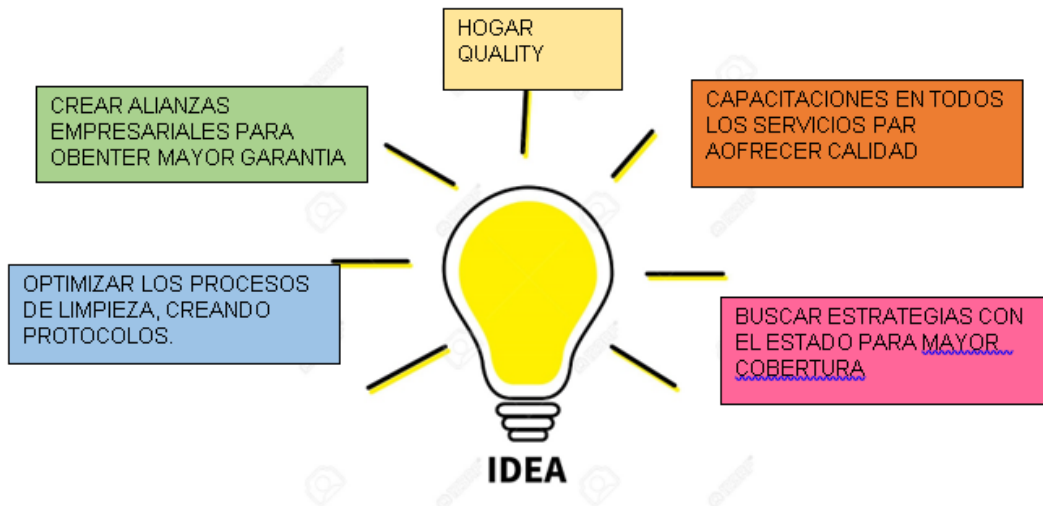 HOGAR
QUALITY
CREAR ALIANZAS
EMPRESARIALES PARA
OBENTER MAYOR GARANTIA
CAPACITACIONES EN TODOS
LOS SERVICIOS PAR
AOFRECER CALIDAD
OPTIMIZAR LOS PROCESOS
DE LIMPIEZA, CREANDO
PROTOCOLOS.
BUSCAR ESTRATEGIAS CON
EL ESTADO PARA MAYOR
COBERTURA
IDEA